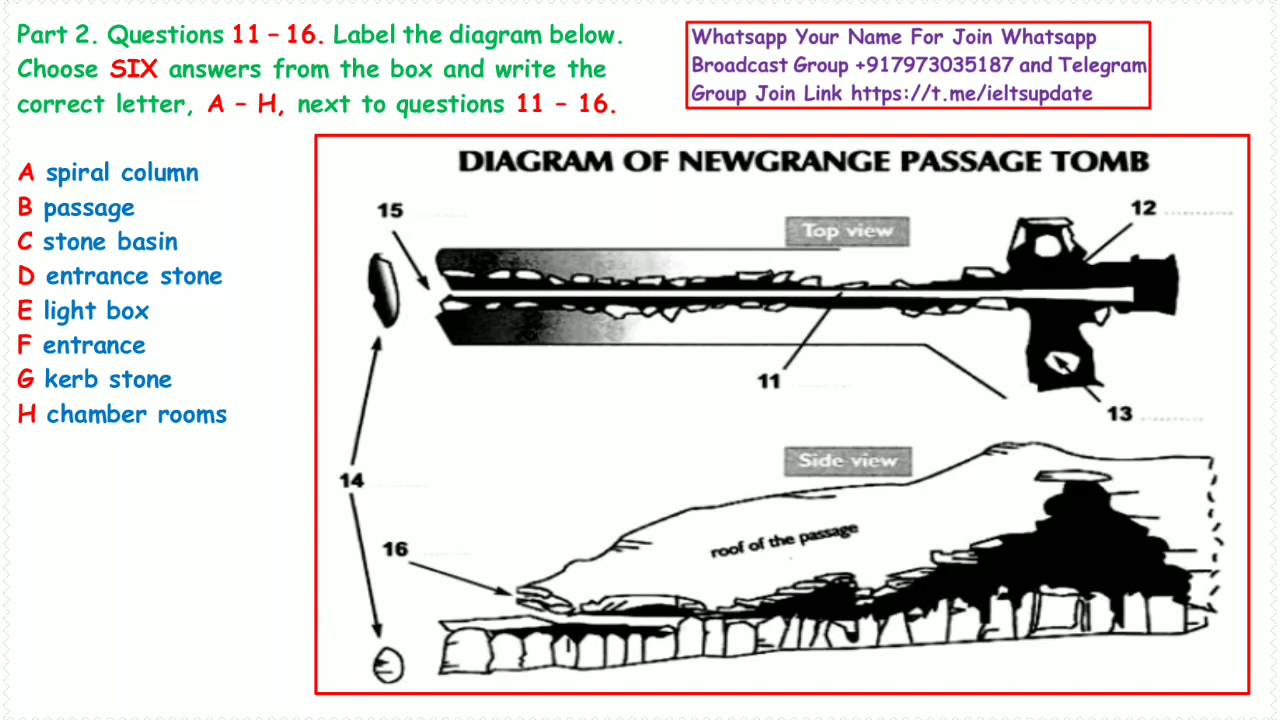 Part 2. Questions 11 – 16. Label the diagram below.
Choose SIX answers from the box and write the
correct letter, A – H, next to questions 11 – 16.
Whatsapp Your Name For Join Whatsapp
Broadcast Group +917973035187 and Telegram
Group Join Link https://t.me/ieltsupdate
A spiral column
B passage
C stone basin
D entrance stone
E light box
F entrance
G kerb stone
H chamber rooms
DIAGRAM OF NEWGRANGE PASSAGE TOMB
15
12
Top view
11
13
Side view
14
roof of the passage
16